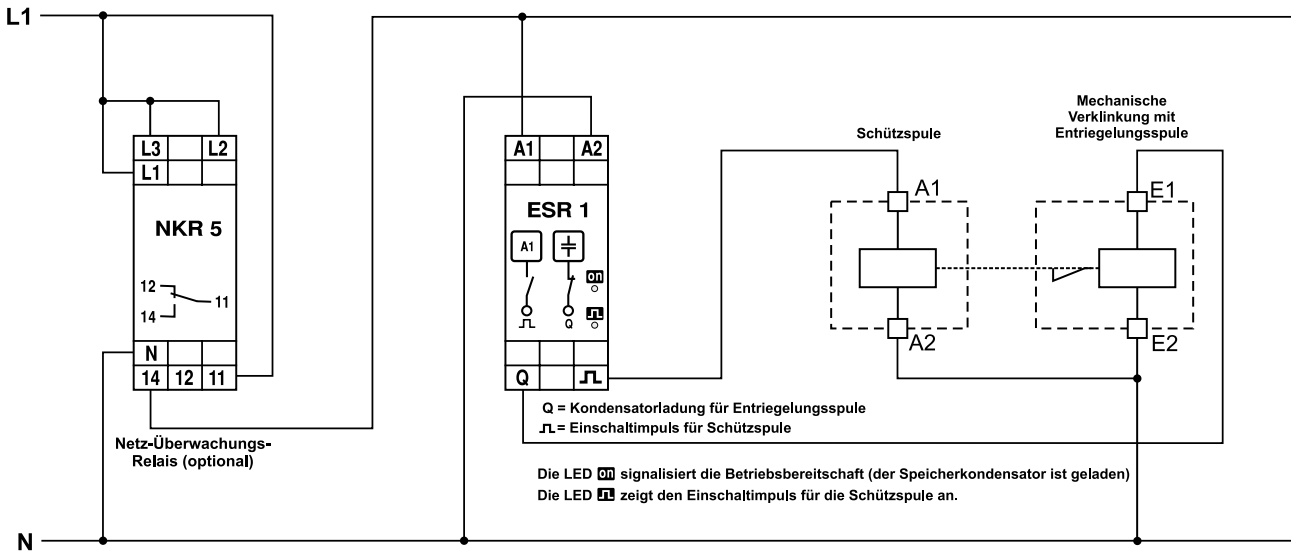 L1
L3 L2
L1
NKR 5
12
11
14
N
14 12 11
Netz-Überwachungs-
Relais (optional)
A1 A2
ESR 1
A1
on
Q
Q
Q = Kondensatorladung für Entriegelungsspule
= Einschaltimpuls für Schützspule
Schützspule
A1
A2
Mechanische
Verklinkung mit
Entriegelungsspule
E1
E2
Die LED on signalisiert die Betriebsbereitschaft (der Speicherkondensator ist geladen)
Die LED zeigt den Einschaltimpuls für die Schützspule an.
N